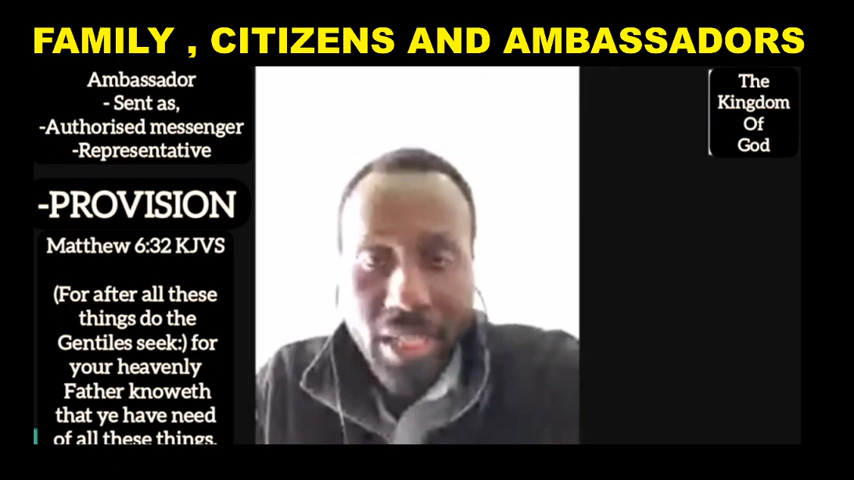 FAMILY , CITIZENS AND AMBASSADORS
Ambassador
- Sent as,
-Authorised messenger
-Representative
-PROVISION
Matthew 6:32 KJVS
(For after all these
things do the
Gentiles seek:) for
your heavenly
Father knoweth
that ye have need
of all these things.
The
Kingdom
Of
God